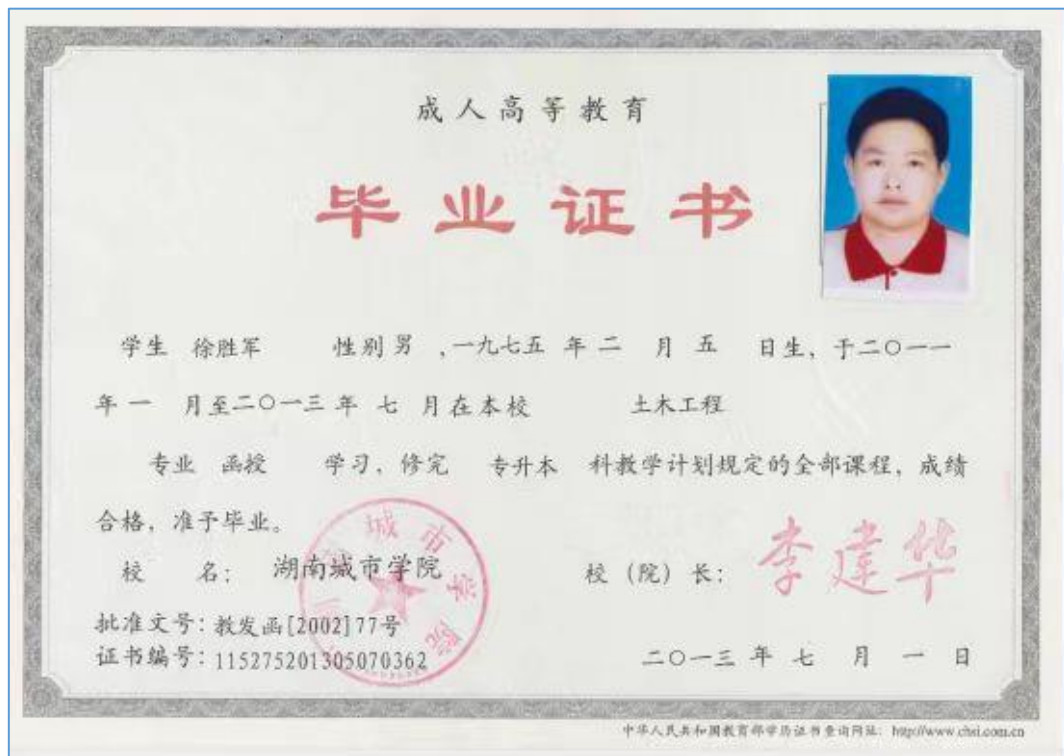 成人高等教育
毕业证书
学生 徐胜军 性别 男 ,一九七五 年 二 月 五 日生, 于二〇一一
年 一 月至二〇一三 年 七 月在本校 土木工程
专业 函授 学习, 修完 专升本 科教学计划规定的全部课程, 成绩
合格, 准予毕业。
校 名: 湖南城市学院
校 (院) 长: 李建华
批准文号: 教发函[2002]77号
证书编号: 115275201305070362
二〇一三 年 七 月 一 日
城市学院
中华人民共和国教育部学历证书查询网址: http://www.chsi.com.cn